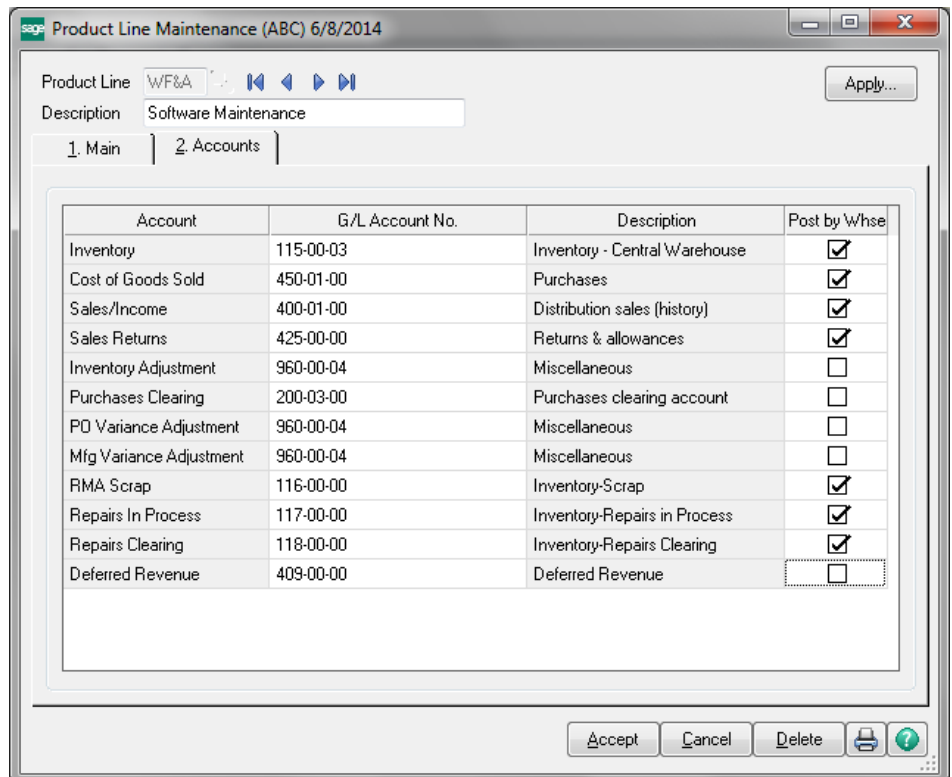 sage Product Line Maintenance (ABC) 6/8/2014
Product Line WF&A Apply...
Description Software Maintenance
1. Main 2. Accounts
Account G/L Account No. Description Post by Whse
Inventory 115-00-03 Inventory - Central Warehouse
Cost of Goods Sold 450-01-00 Purchases
Sales/Income 400-01-00 Distribution sales (history)
Sales Returns 425-00-00 Returns & allowances
Inventory Adjustment 960-00-04 Miscellaneous
Purchases Clearing 200-03-00 Purchases clearing account
PO Variance Adjustment 960-00-04 Miscellaneous
Mfg Variance Adjustment 960-00-04 Miscellaneous
RMA Scrap 116-00-00 Inventory-Scrap
Repairs In Process 117-00-00 Inventory-Repairs in Process
Repairs Clearing 118-00-00 Inventory-Repairs Clearing
Deferred Revenue 409-00-00 Deferred Revenue
Accept Cancel Delete ?